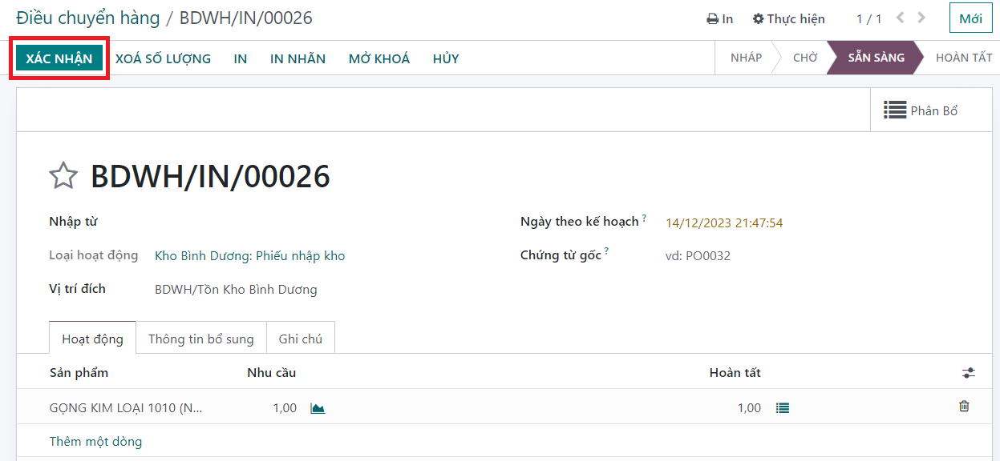 Điều chuyển hàng / BDWH/IN/00026
In Thực hiện 1 / 1 Mới
XÁC NHẬN XOÁ SỐ LƯỢNG IN IN NHÃN MỞ KHOÁ HỦY NHÁP CHỜ SẴN SÀNG HOÀN TẤT
Phân Bổ
BDWH/IN/00026
Nhập từ Ngày theo kế hoạch ? 14/12/2023 21:47:54
Loại hoạt động Kho Bình Dương: Phiếu nhập kho Chứng từ gốc ? vd: PO0032
Vị trí đích BDWH/Tồn Kho Bình Dương
Hoạt động Thông tin bổ sung Ghi chú
Sản phẩm Nhu cầu Hoàn tất
GỌNG KIM LOẠI 1010 (N... 1,00 1,00
Thêm một dòng